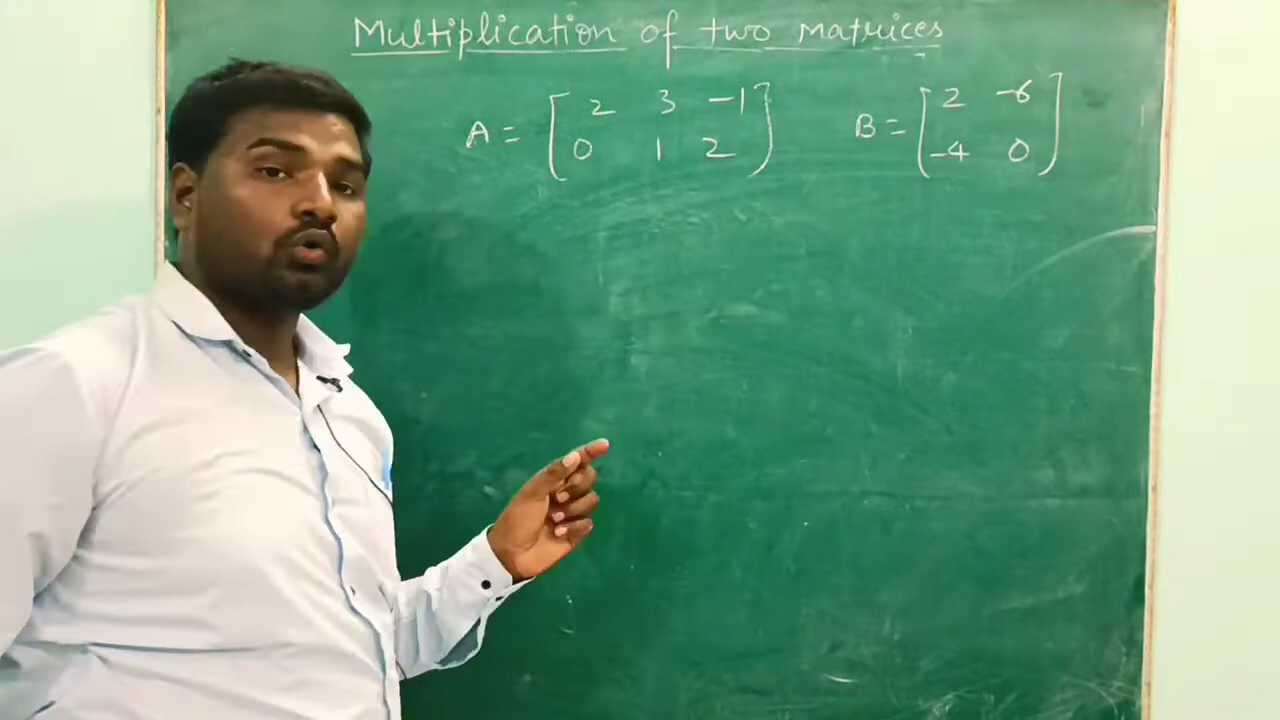 Multiplication of two matrices
A = [ 2 3 -1 ] B = [ 2 -6 ]
[ 0 1 2 ] [ -4 0 ]